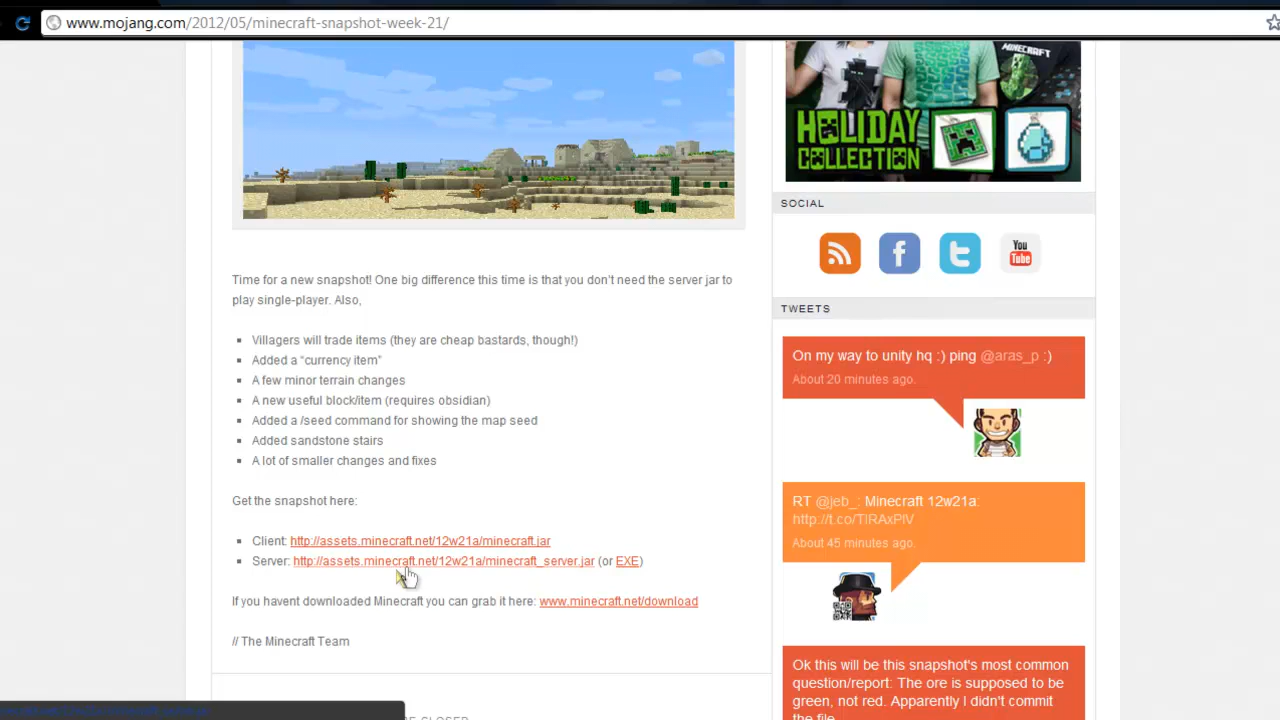 www.mojang.com/2012/05/minecraft-snapshot-week-21/
MINECRAFT
HOLIDAY
COLLECTION
SOCIAL
You
Tube
Time for a new snapshot! One big difference this time is that you don't need the server jar to
play single-player. Also,
Villagers will trade items (they are cheap bastards, though!)
Added a “currency item”
A few minor terrain changes
A new useful block/item (requires obsidian)
Added a /seed command for showing the map seed
Added sandstone stairs
A lot of smaller changes and fixes
Get the snapshot here:
Client: http://assets.minecraft.net/12w21a/minecraft.jar
Server: http://assets.minecraft.net/12w21a/minecraft_server.jar (or EXE)
If you havent downloaded Minecraft you can grab it here: www.minecraft.net/download
// The Minecraft Team
TWEETS
On my way to unity hq :) ping @aras_p :)
About 20 minutes ago.
RT @jeb_: Minecraft 12w21a:
http://t.co/TIRAxPlV
About 45 minutes ago.
Ok this will be this snapshot's most common
question/report: The ore is supposed to be
green, not red. Apparently I didn't commit
the file